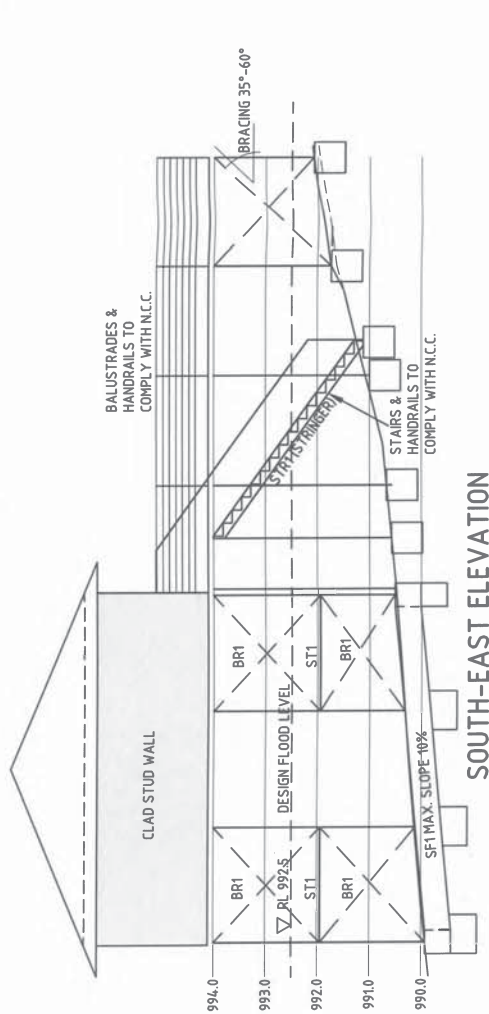 BALUSTRADES &
HANDRAILS TO
COMPLY WITH N.C.C.
BRACING 35°-60°
CLAD STUD WALL
994.0
993.0
992.0
991.0
990.0
BR1
BR1
▽ RL 992.5
DESIGN FLOOD LEVEL
ST1
ST1
BR1
BR1
STR1 (STRINGER)
STAIRS &
HANDRAILS TO
COMPLY WITH N.C.C.
SF1 MAX. SLOPE 10%
SOUTH-EAST ELEVATION